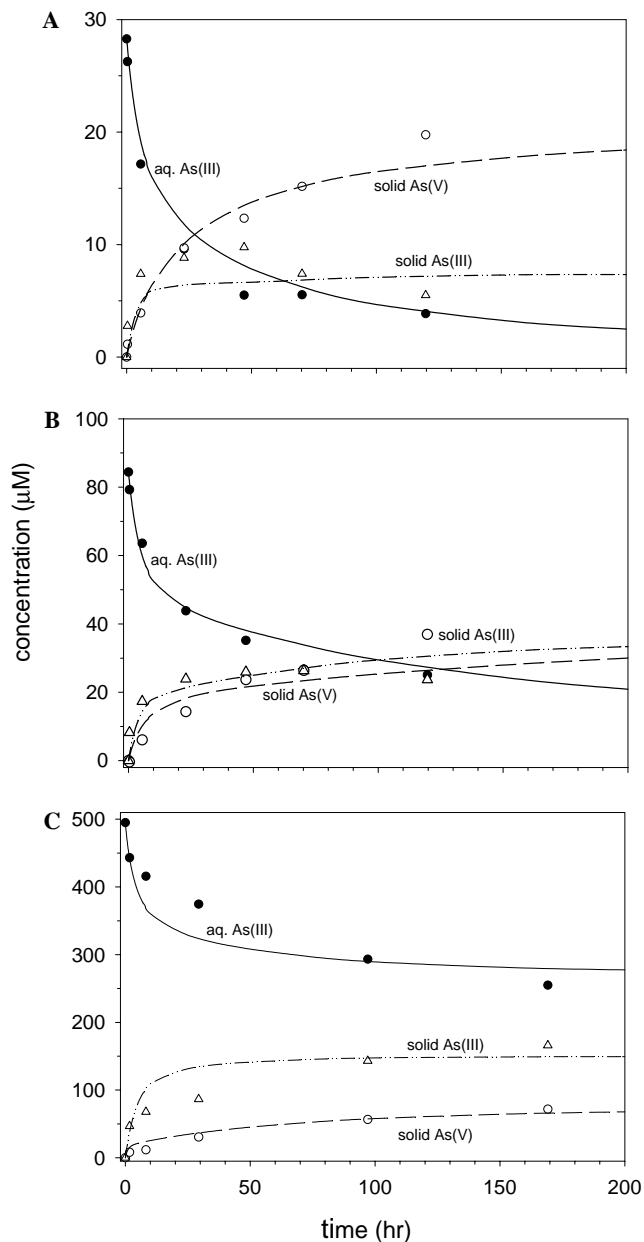 A
30
20
10
0
aq. As(III)
solid As(V)
solid As(III)
B
100
80
60
40
20
0
aq. As(III)
solid As(III)
solid As(V)
concentration (μM)
C
500
400
300
200
100
0
aq. As(III)
solid As(III)
solid As(V)
0 50 100 150 200
time (hr)